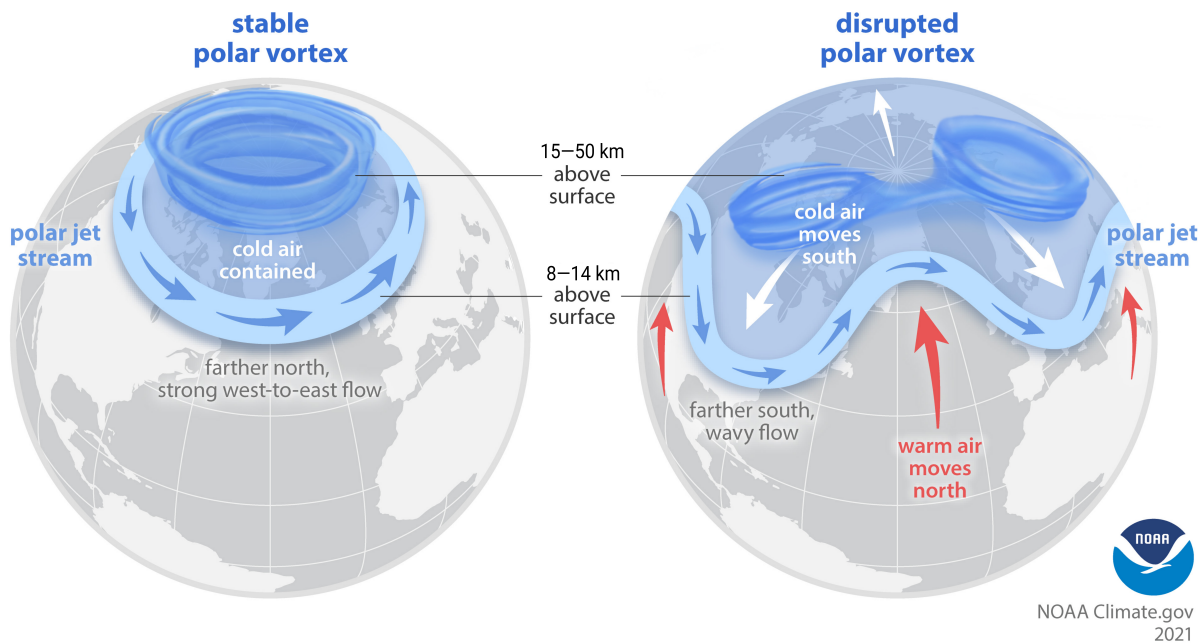 stable
polar vortex
disrupted
polar vortex
15–50 km
above
surface
polar jet
stream
cold air
contained
8–14 km
above
surface
farther north,
strong west-to-east flow
cold air
moves
south
polar jet
stream
farther south,
wavy flow
warm air
moves
north
NOAA
NOAA Climate.gov
2021